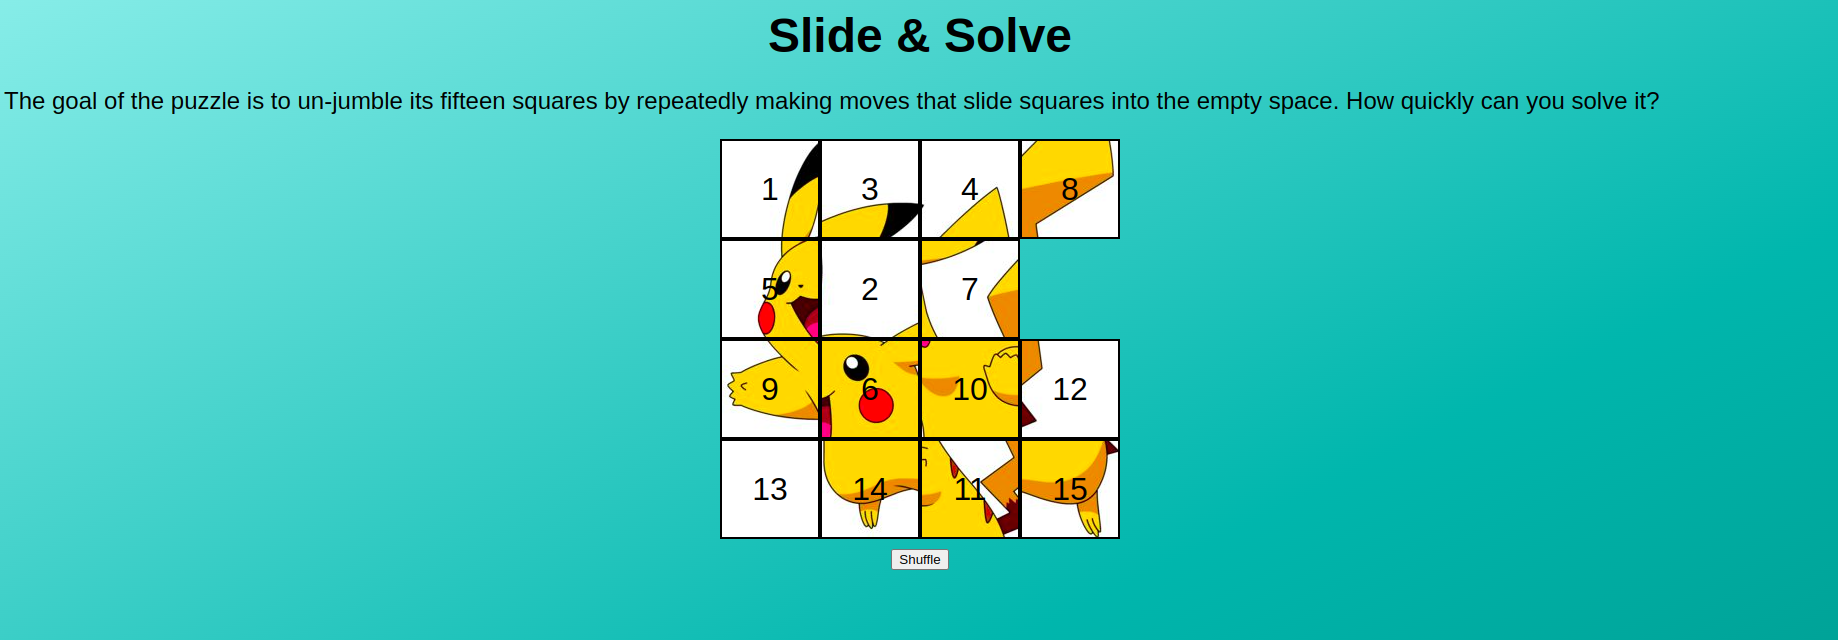 Slide & Solve
The goal of the puzzle is to un-jumble its fifteen squares by repeatedly making moves that slide squares into the empty space. How quickly can you solve it?
1 3 4 8
5 2 7
9 6 10 12
13 14 11 15
Shuffle